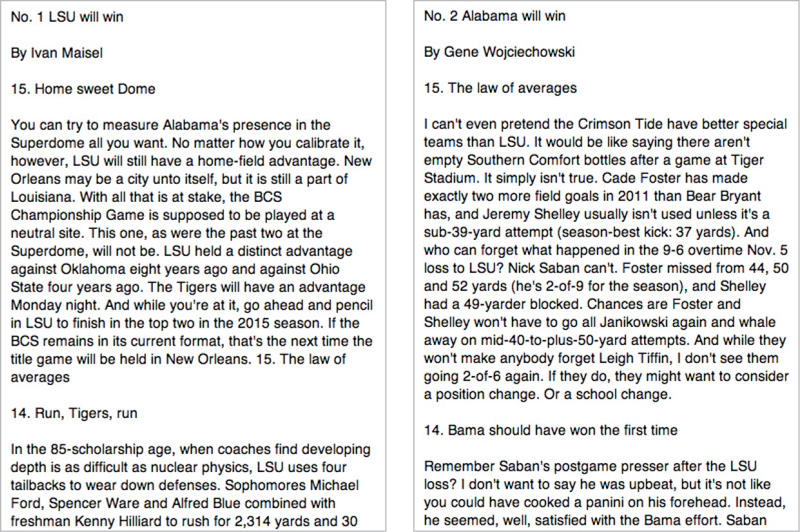 No. 1 LSU will win
By Ivan Maisel
15. Home sweet Dome
You can try to measure Alabama's presence in the
Superdome all you want. No matter how you calibrate it,
however, LSU will still have a home-field advantage. New
Orleans may be a city unto itself, but it is still a part of
Louisiana. With all that is at stake, the BCS
Championship Game is supposed to be played at a
neutral site. This one, as were the past two at the
Superdome, will not be. LSU held a distinct advantage
against Oklahoma eight years ago and against Ohio
State four years ago. The Tigers will have an advantage
Monday night. And while you're at it, go ahead and pencil
in LSU to finish in the top two in the 2015 season. If the
BCS remains in its current format, that's the next time the
title game will be held in New Orleans. 15. The law of
averages
14. Run, Tigers, run
In the 85-scholarship age, when coaches find developing
depth is as difficult as nuclear physics, LSU uses four
tailbacks to wear down defenses. Sophomores Michael
Ford, Spencer Ware and Alfred Blue combined with
freshman Kenny Hilliard to rush for 2,314 yards and 30
No. 2 Alabama will win
By Gene Wojciechowski
15. The law of averages
I can't even pretend the Crimson Tide have better special
teams than LSU. It would be like saying there aren't
empty Southern Comfort bottles after a game at Tiger
Stadium. It simply isn't true. Cade Foster has made
exactly two more field goals in 2011 than Bear Bryant
has, and Jeremy Shelley usually isn't used unless it's a
sub-39-yard attempt (season-best kick: 37 yards). And
who can forget what happened in the 9-6 overtime Nov. 5
loss to LSU? Nick Saban can't. Foster missed from 44, 50
and 52 yards (he's 2-of-9 for the season), and Shelley
had a 49-yarder blocked. Chances are Foster and
Shelley won't have to go all Janikowski again and whale
away on mid-40-to-plus-50-yard attempts. And while they
won't make anybody forget Leigh Tiffin, I don't see them
going 2-of-6 again. If they do, they might want to consider
a position change. Or a school change.
14. Bama should have won the first time
Remember Saban's postgame presser after the LSU
loss? I don't want to say he was upbeat, but it's not like
you could have cooked a panini on his forehead. Instead,
he seemed, well, satisfied with the Bama effort. Saban